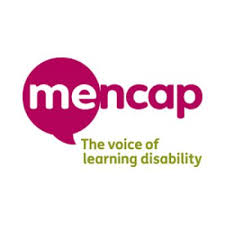 mencap
The voice of
learning disability